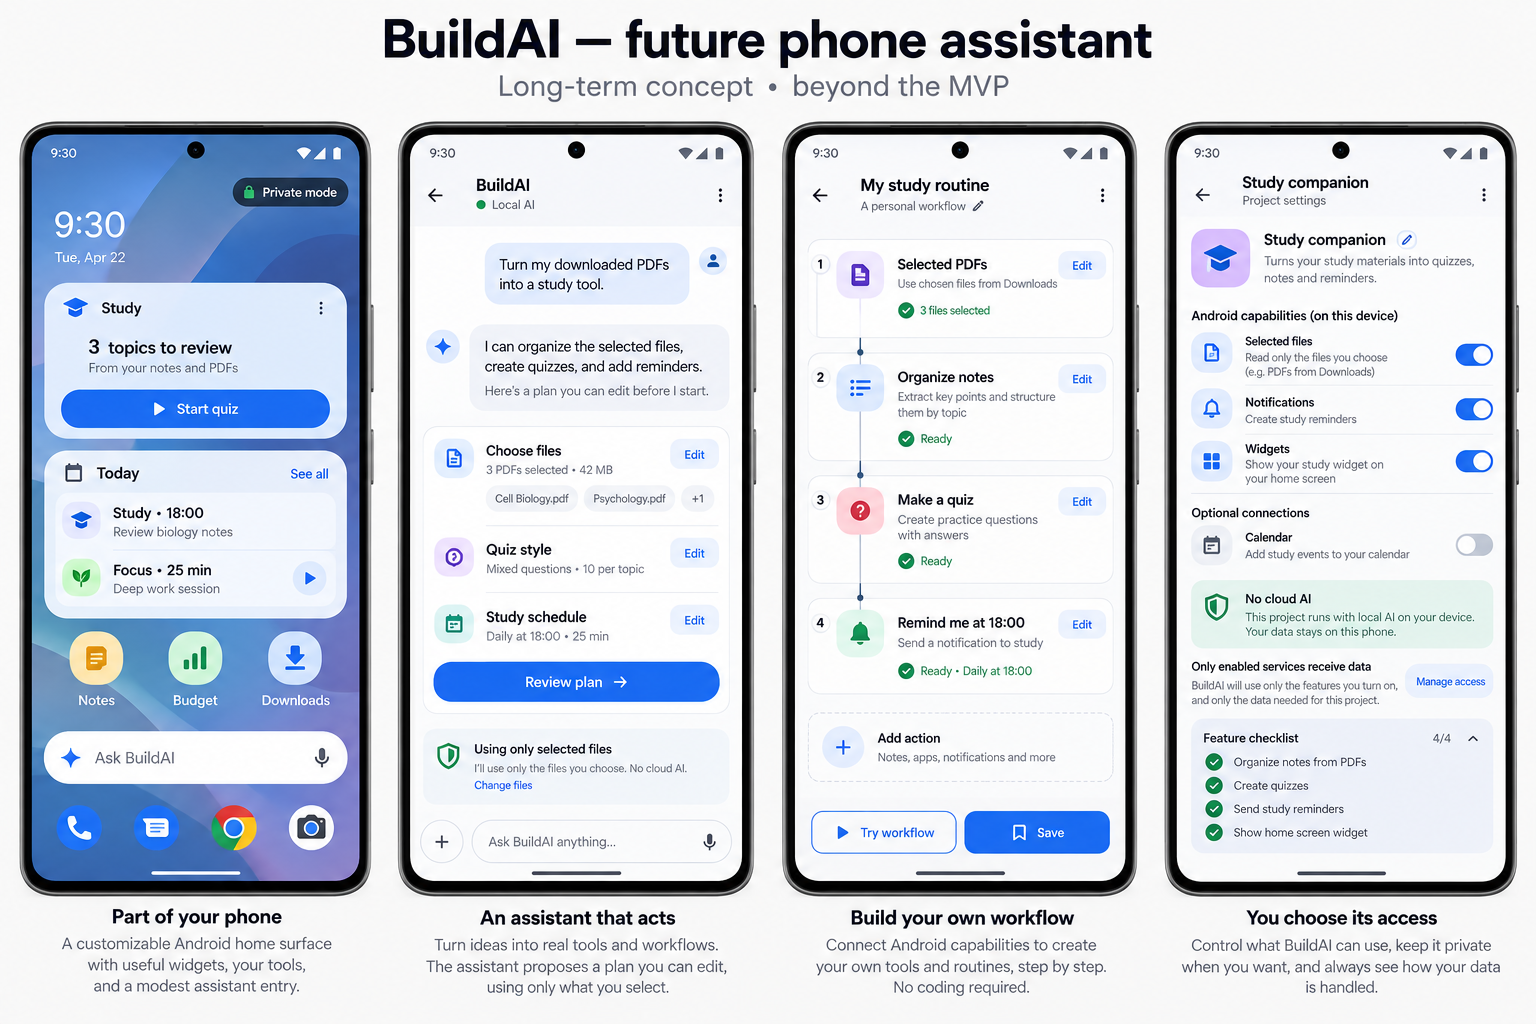 BuildAI — future phone assistant
Long-term concept • beyond the MVP
9:30
Private mode
9:30
Tue, Apr 22
Study
3 topics to review
From your notes and PDFs
Start quiz
Today
See all
Study • 18:00
Review biology notes
Focus • 25 min
Deep work session
Notes
Budget
Downloads
Ask BuildAI
Part of your phone
A customizable Android home surface
with useful widgets, your tools,
and a modest assistant entry.
9:30
BuildAI
Local AI
Turn my downloaded PDFs
into a study tool.
I can organize the selected files,
create quizzes, and add reminders.
Here's a plan you can edit before I start.
Choose files
3 PDFs selected • 42 MB
Edit
Cell Biology.pdf
Psychology.pdf
+1
Quiz style
Mixed questions • 10 per topic
Edit
Study schedule
Daily at 18:00 • 25 min
Edit
Review plan →
Using only selected files
I'll use only the files you choose. No cloud AI.
Change files
Ask BuildAI anything...
An assistant that acts
Turn ideas into real tools and workflows.
The assistant proposes a plan you can edit,
using only what you select.
9:30
My study routine
A personal workflow
1
Selected PDFs
Use chosen files from Downloads
3 files selected
Edit
2
Organize notes
Extract key points and structure
them by topic
Ready
Edit
3
Make a quiz
Create practice questions
with answers
Ready
Edit
4
Remind me at 18:00
Send a notification to study
Ready • Daily at 18:00
Edit
Add action
Notes, apps, notifications and more
Try workflow
Save
Build your own workflow
Connect Android capabilities to create
your own tools and routines, step by step.
No coding required.
9:30
Study companion
Project settings
Study companion
Turns your study materials into quizzes,
notes and reminders.
Android capabilities (on this device)
Selected files
Read only the files you choose
(e.g. PDFs from Downloads)
Notifications
Create study reminders
Widgets
Show your study widget on
your home screen
Optional connections
Calendar
Add study events to your calendar
No cloud AI
This project runs with local AI on your device.
Your data stays on this phone.
Only enabled services receive data
BuildAI will use only the features you turn on,
and only the data needed for this project.
Manage access
Feature checklist
4/4
Organize notes from PDFs
Create quizzes
Send study reminders
Show home screen widget
You choose its access
Control what BuildAI can use, keep it private
when you want, and always see how your data
is handled.